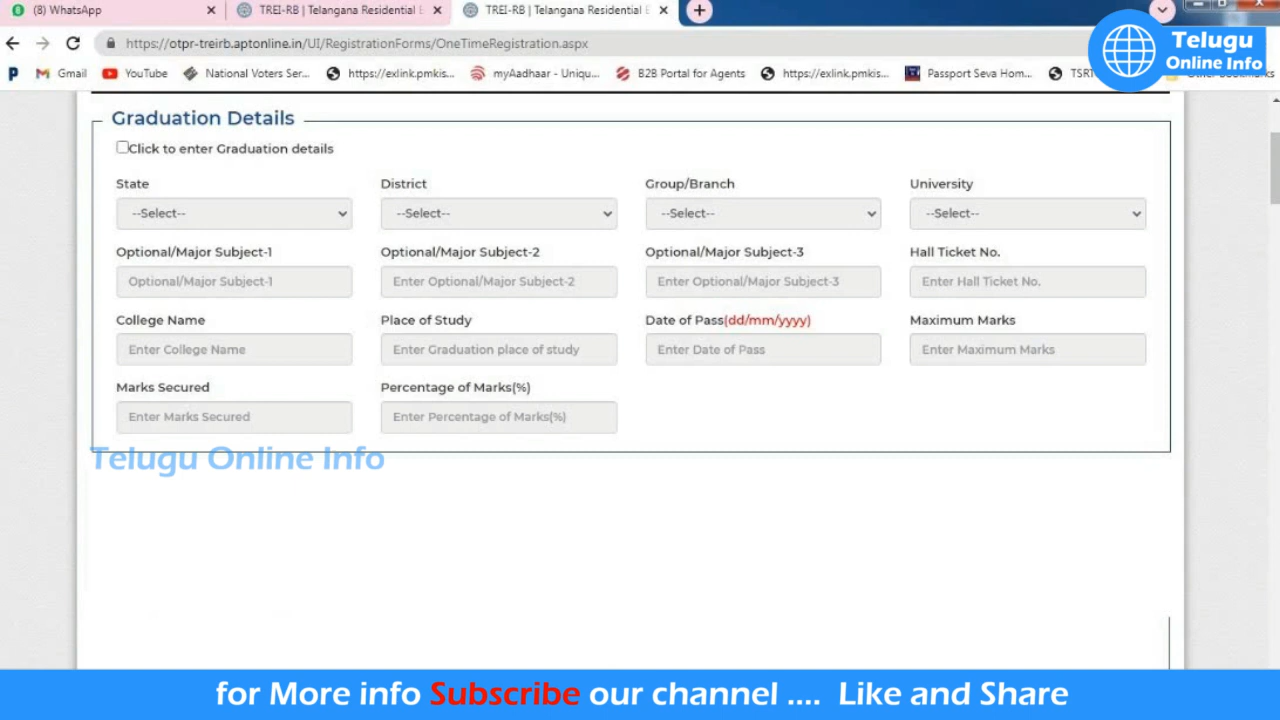 (8) WhatsApp
TREI-RB | Telangana Residential E
TREI-RB | Telangana Residential E
https://otpr-treirb.aptonline.in/UI/RegistrationForms/OneTimeRegistration.aspx
Telugu
Online Info
Gmail
YouTube
National Voters Ser...
https://exlink.pmkis...
myAadhaar - Uniqu...
B2B Portal for Agents
https://exlink.pmkis...
Passport Seva Hom...
Graduation Details
Click to enter Graduation details
State District Group/Branch University
--Select-- --Select-- --Select-- --Select--
Optional/Major Subject-1 Optional/Major Subject-2 Optional/Major Subject-3 Hall Ticket No.
Optional/Major Subject-1 Enter Optional/Major Subject-2 Enter Optional/Major Subject-3 Enter Hall Ticket No.
College Name Place of Study Date of Pass(dd/mm/yyyy) Maximum Marks
Enter College Name Enter Graduation place of study Enter Date of Pass Enter Maximum Marks
Marks Secured Percentage of Marks(%)
Enter Marks Secured Enter Percentage of Marks(%)
Telugu Online Info
for More info Subscribe our channel .... Like and Share